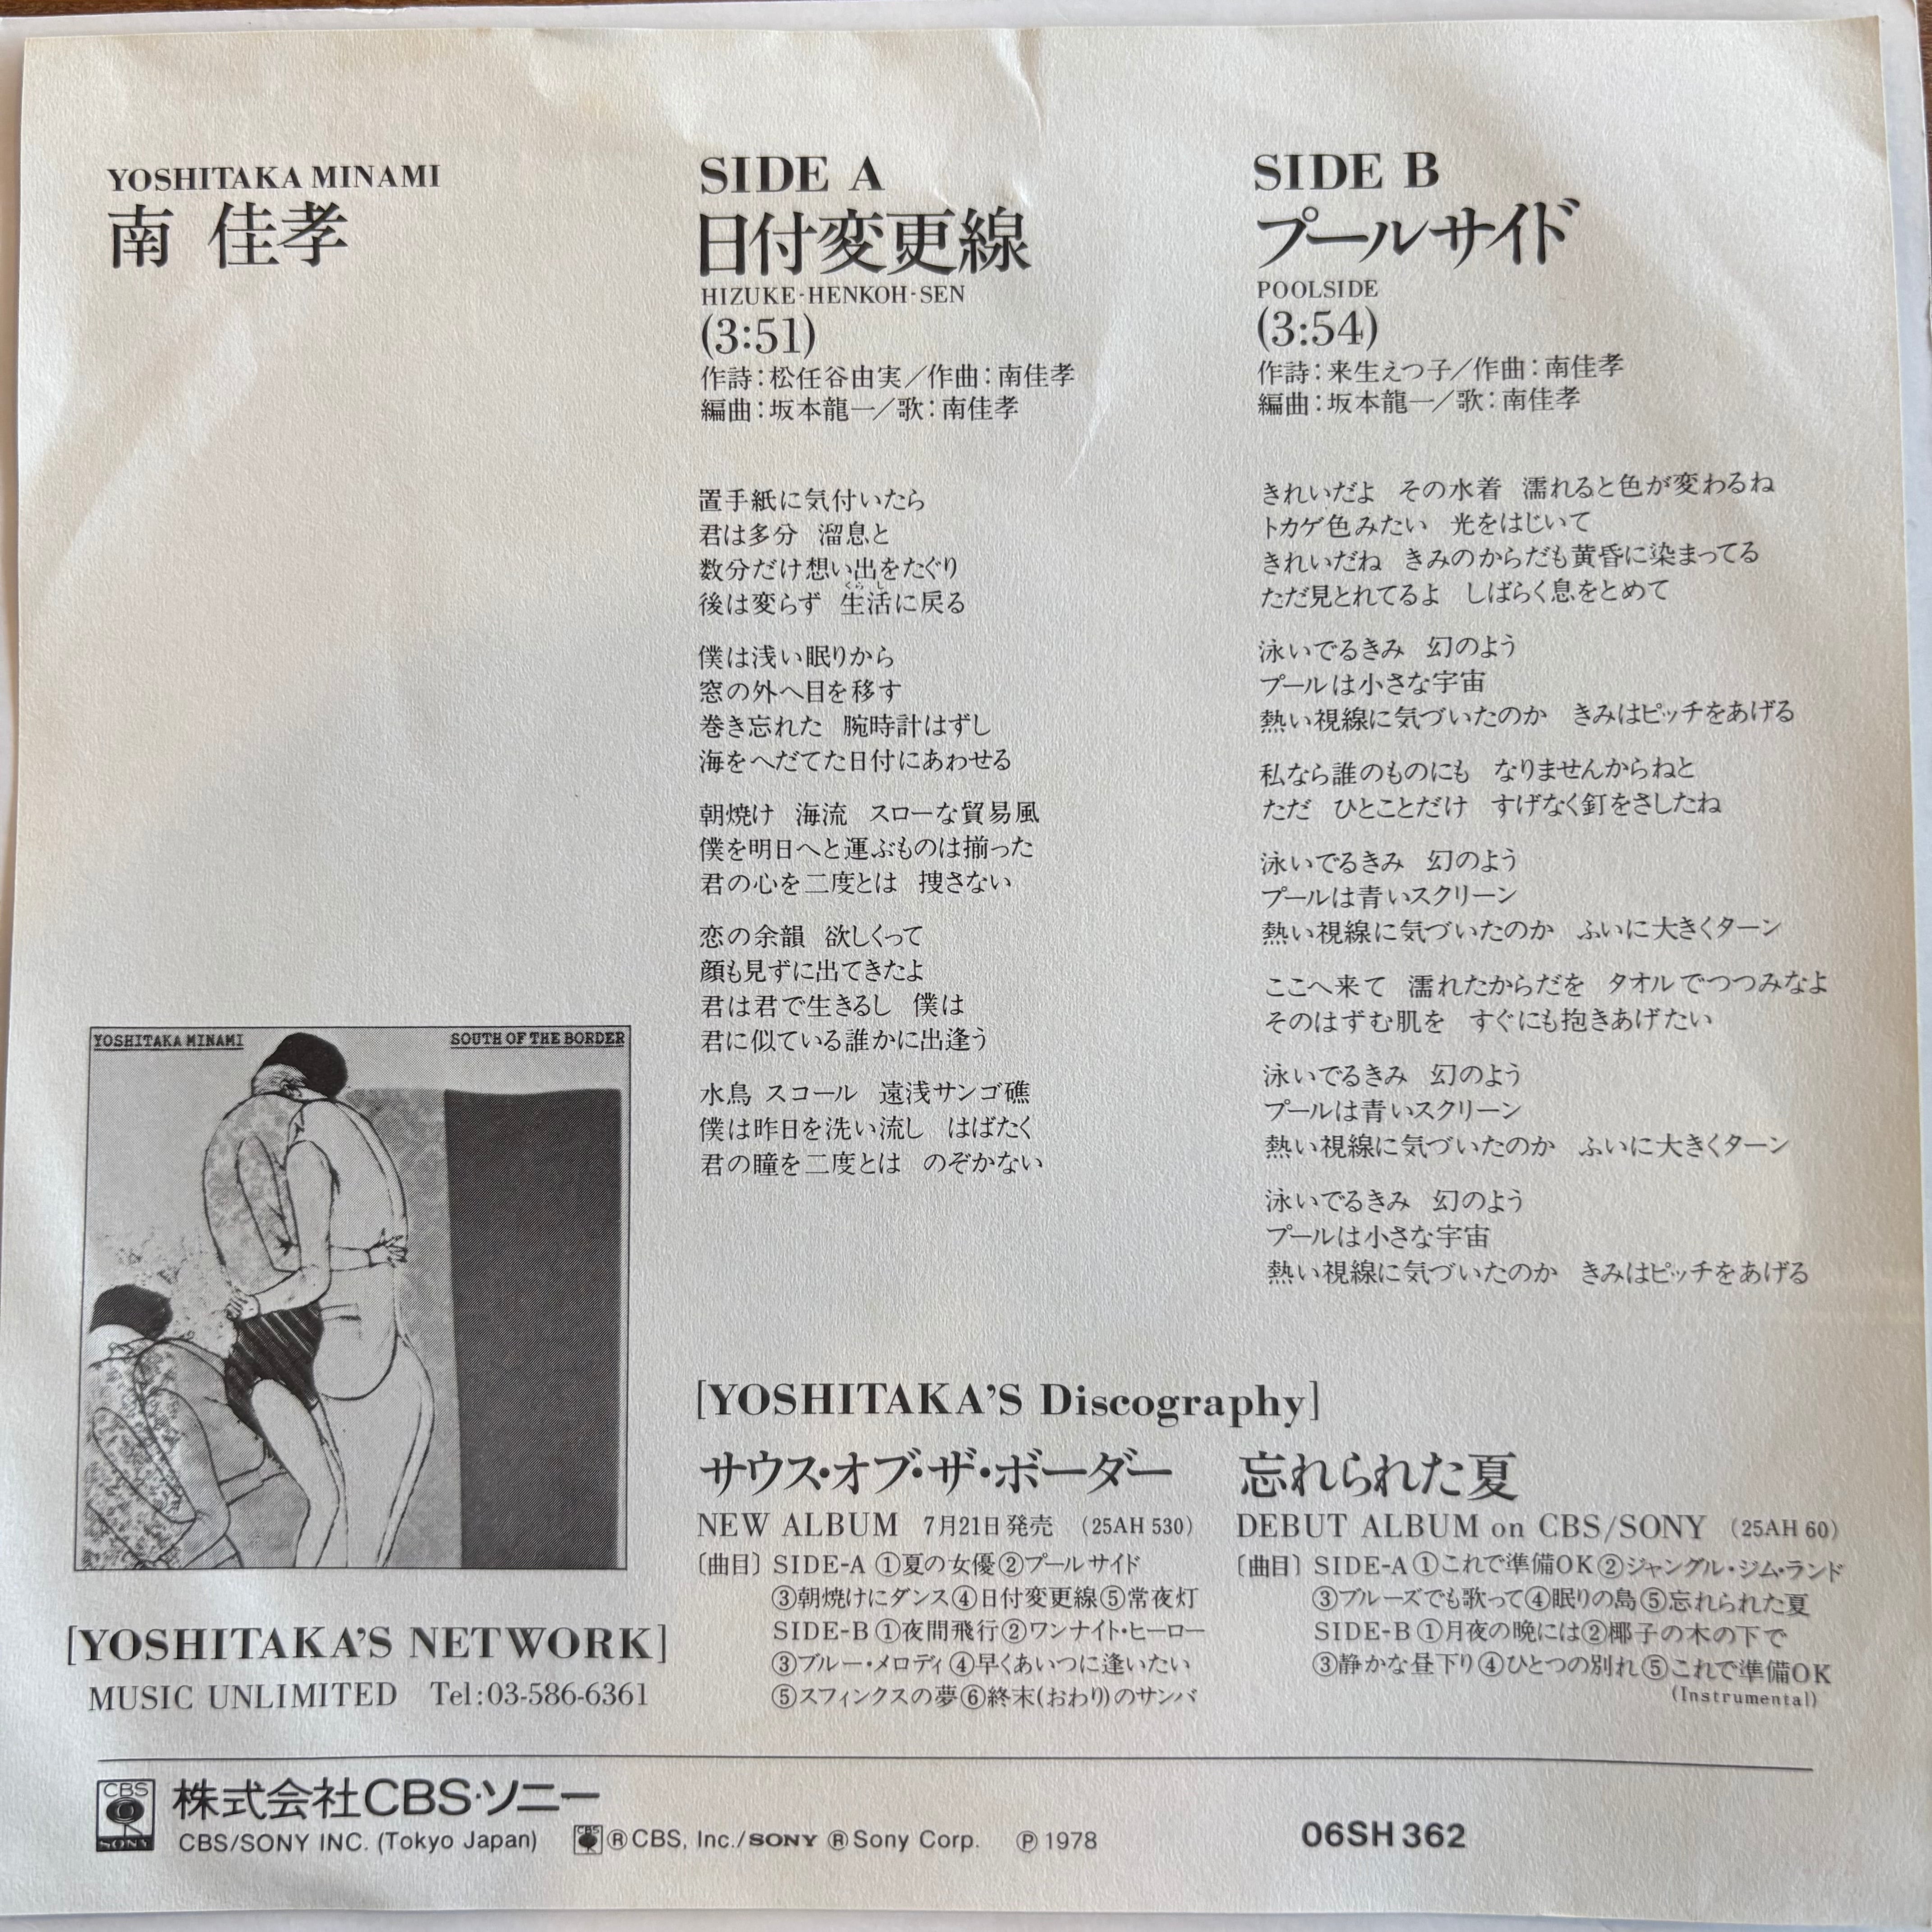 YOSHITAKA MINAMI
南 佳孝
SIDE A
日付変更線
HIZUKE-HENKOH-SEN
(3:51)
作詩：松任谷由実／作曲：南佳孝
編曲：坂本龍一／歌：南佳孝
置手紙に気付いたら
君は多分　溜息と
数分だけ想い出をたぐり
くらし
後は変らず　生活に戻る
僕は浅い眠りから
窓の外へ目を移す
巻き忘れた　腕時計はずし
海をへだてた日付にあわせる
朝焼け　海流　スローな貿易風
僕を明日へと運ぶものは揃った
君の心を二度とは　捜さない
恋の余韻　欲しくって
顔も見ずに出てきたよ
君は君で生きるし　僕は
君に似ている誰かに出逢う
水鳥 スコール　遠浅サンゴ礁
僕は昨日を洗い流し　はばたく
君の瞳を二度とは　のぞかない
SIDE B
プールサイド
POOLSIDE
(3:54)
作詩：来生えつ子／作曲：南佳孝
編曲：坂本龍一／歌：南佳孝
きれいだよ　その水着　濡れると色が変わるね
トカゲ色みたい　光をはじいて
きれいだね　きみのからだも黄昏に染まってる
ただ見とれてるよ　しばらく息をとめて
泳いでるきみ　幻のよう
プールは小さな宇宙
熱い視線に気づいたのか　きみはピッチをあげる
私なら誰のものにも　なりませんからねと
ただ　ひとことだけ　すげなく釘をさしたね
泳いでるきみ　幻のよう
プールは青いスクリーン
熱い視線に気づいたのか　ふいに大きくターン
ここへ来て　濡れたからだを　タオルでつつみなよ
そのはずむ肌を　すぐにも抱きあげたい
泳いでるきみ　幻のよう
プールは青いスクリーン
熱い視線に気づいたのか　ふいに大きくターン
泳いでるきみ　幻のよう
プールは小さな宇宙
熱い視線に気づいたのか　きみはピッチをあげる
YOSHITAKA MINAMI
SOUTH OF THE BORDER
[YOSHITAKA'S NETWORK]
MUSIC UNLIMITED　Tel:03-586-6361
[YOSHITAKA'S Discography]
サウス・オブ・ザ・ボーダー
NEW ALBUM　7月21日発売　(25AH 530)
〔曲目〕SIDE-A ①夏の女優②プールサイド
③朝焼けにダンス④日付変更線⑤常夜灯
SIDE-B ①夜間飛行②ワンナイト・ヒーロー
③ブルー・メロディ④早くあいつに逢いたい
⑤スフィンクスの夢⑥終末(おわり)のサンバ
忘れられた夏
DEBUT ALBUM on CBS/SONY　(25AH 60)
〔曲目〕SIDE-A ①これで準備OK②ジャングル・ジム・ランド
③ブルーズでも歌って④眠りの島⑤忘れられた夏
SIDE-B ①月夜の晩には②椰子の木の下で
③静かな昼下り④ひとつの別れ⑤これで準備OK
(Instrumental)
CBS
SONY
株式会社CBS・ソニー
CBS/SONY INC. (Tokyo Japan)
CBS ®CBS, Inc./SONY ®Sony Corp.　Ⓟ1978
06SH 362